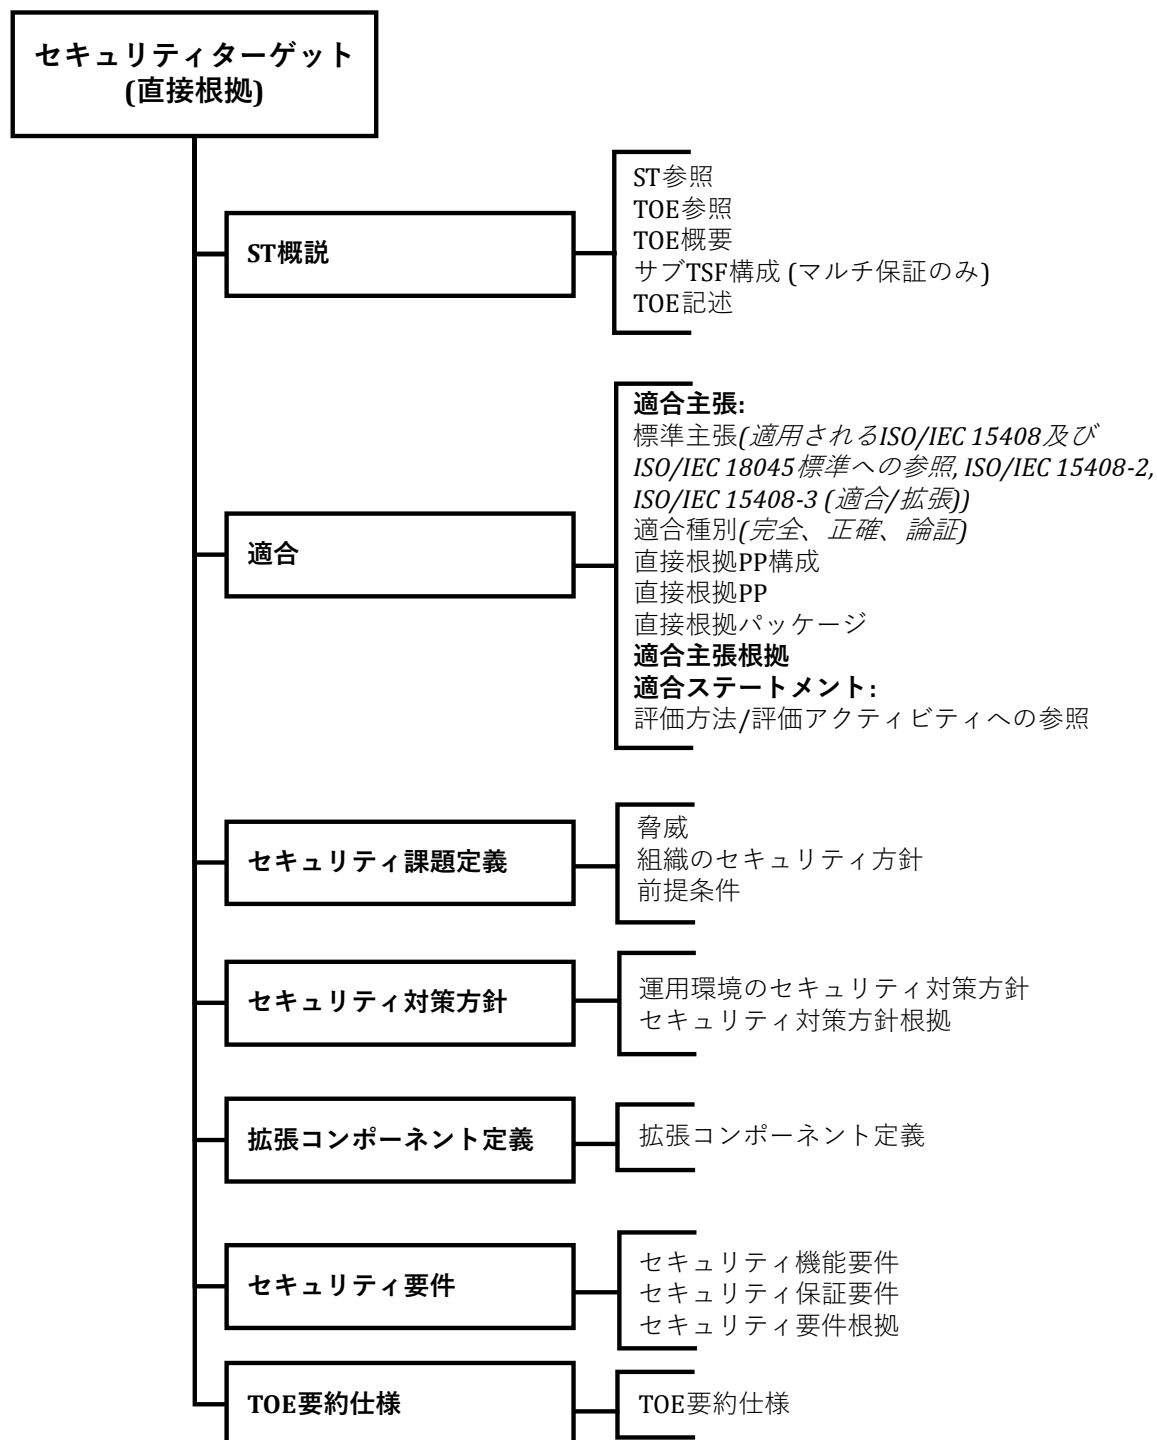 セキュリティターゲット
(直接根拠)
ST概説
ST参照
TOE参照
TOE概要
サブTSF構成 (マルチ保証のみ)
TOE記述
適合
適合主張:
標準主張(適用されるISO/IEC 15408及び
ISO/IEC 18045標準への参照, ISO/IEC 15408-2,
ISO/IEC 15408-3 (適合/拡張))
適合種別(完全、正確、論証)
直接根拠PP構成
直接根拠PP
直接根拠パッケージ
適合主張根拠
適合ステートメント:
評価方法/評価アクティビティへの参照
セキュリティ課題定義
脅威
組織のセキュリティ方針
前提条件
セキュリティ対策方針
運用環境のセキュリティ対策方針
セキュリティ対策方針根拠
拡張コンポーネント定義
拡張コンポーネント定義
セキュリティ要件
セキュリティ機能要件
セキュリティ保証要件
セキュリティ要件根拠
TOE要約仕様
TOE要約仕様